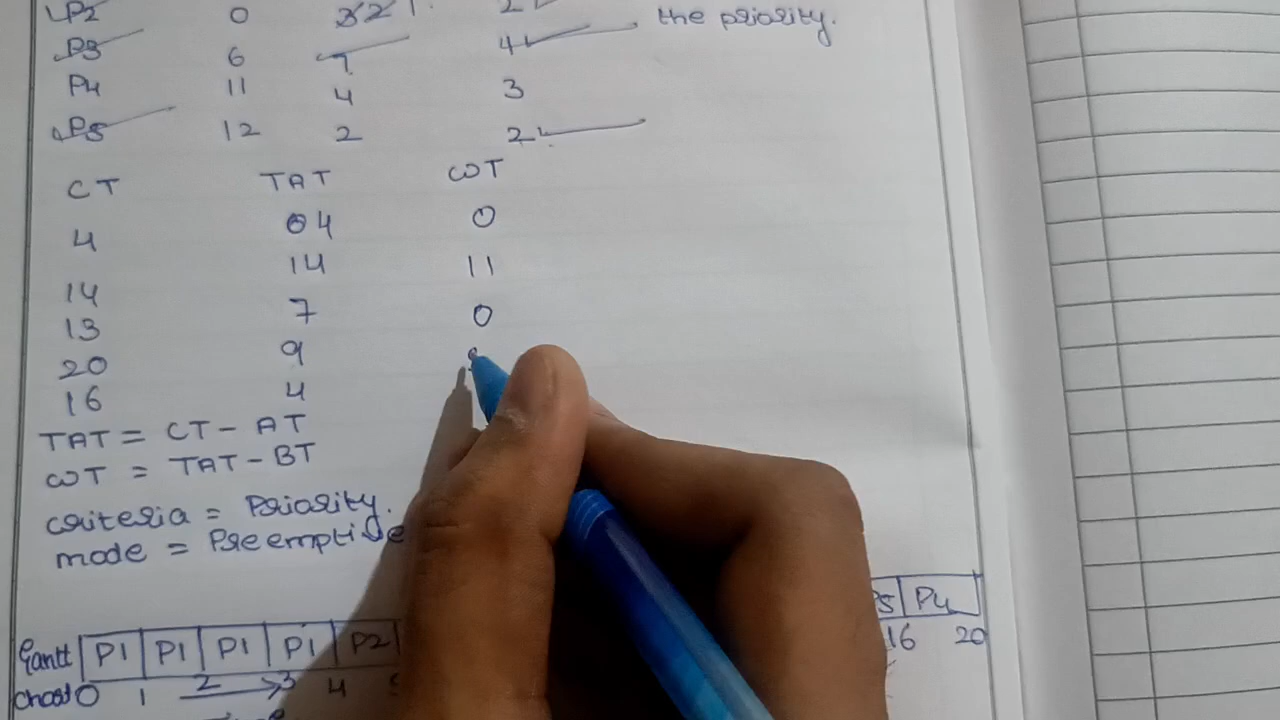 P2 0 32 1 2
the priority.
P3 6 7 4
P4 11 4 3
P5 12 2 2
CT TAT WT
4 04 0
14 14 11
13 7 0
20 9
16 4
TAT = CT - AT
WT = TAT - BT
criteria = Priority.
mode = Preemptive
P5 P4
16 20
Gantt P1 P1 P1 P1 P2
chart 0 1 2 3 4